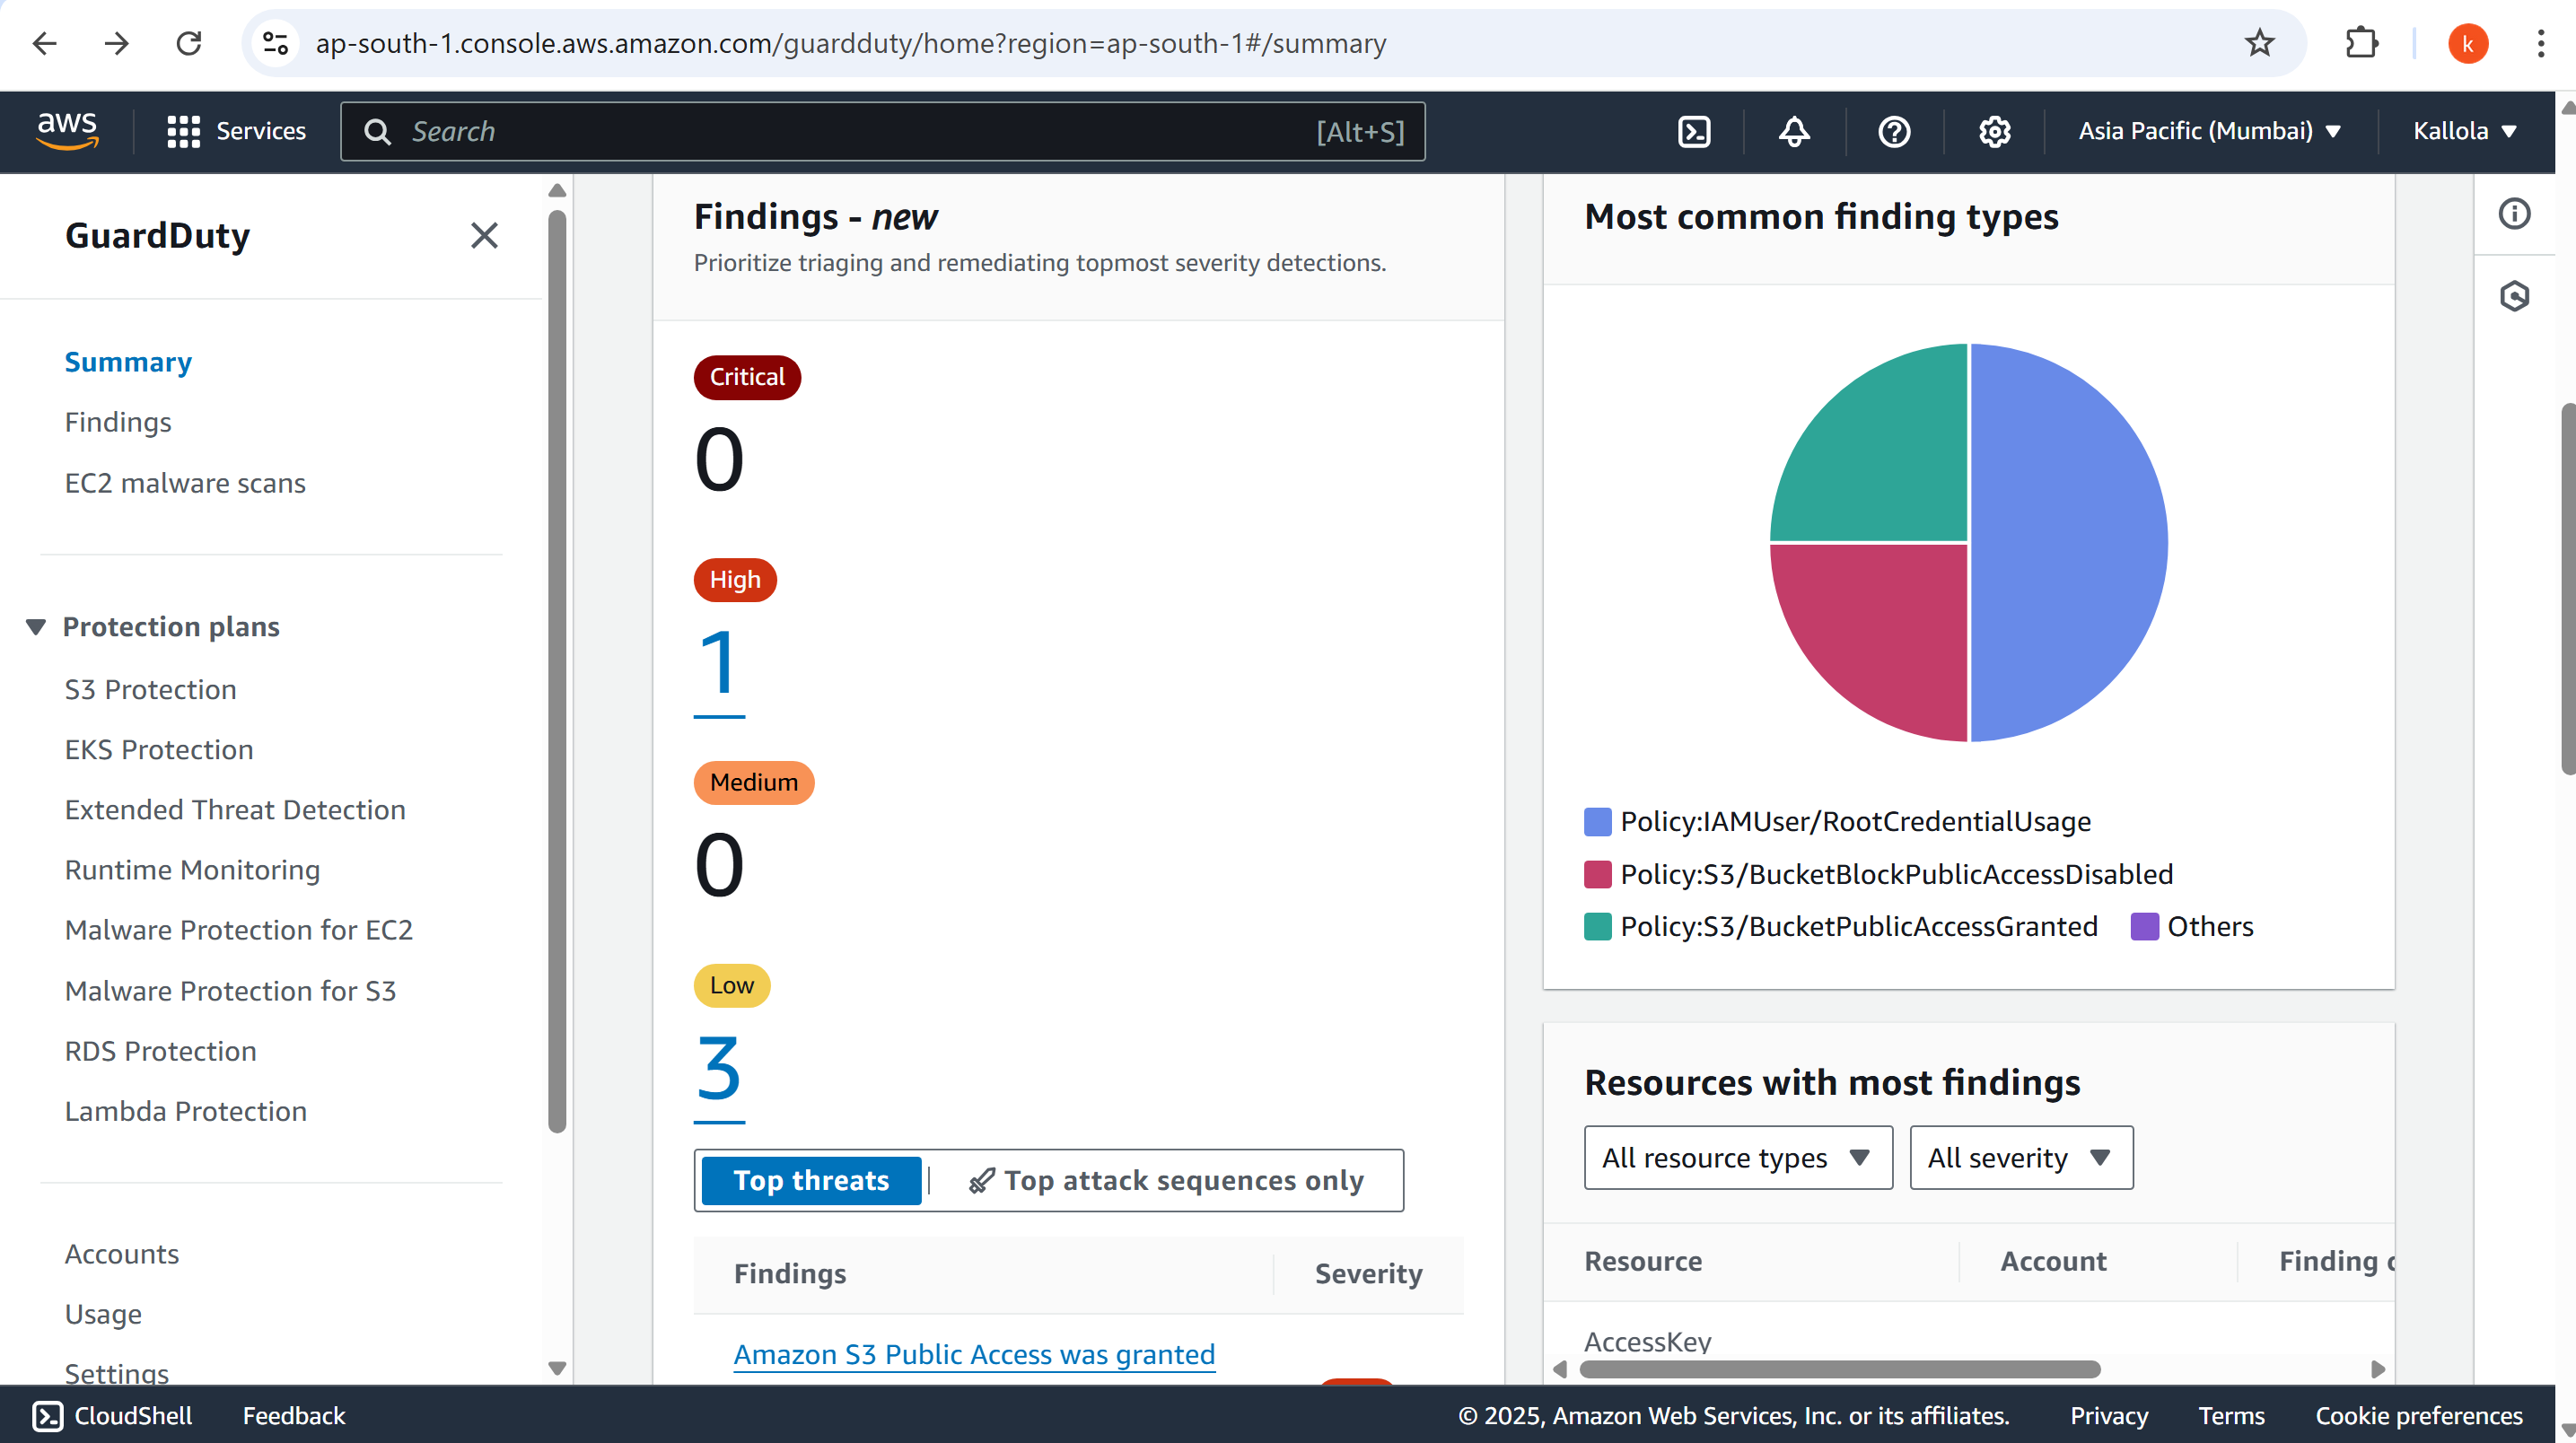 ap-south-1.console.aws.amazon.com/guardduty/home?region=ap-south-1#/summary
k
aws
Services
Search
[Alt+S]
Asia Pacific (Mumbai)
Kallola
GuardDuty
Summary
Findings
EC2 malware scans
Protection plans
S3 Protection
EKS Protection
Extended Threat Detection
Runtime Monitoring
Malware Protection for EC2
Malware Protection for S3
RDS Protection
Lambda Protection
Accounts
Usage
Settings
Findings - new
Prioritize triaging and remediating topmost severity detections.
Critical
0
High
1
Medium
0
Low
3
Top threats
Top attack sequences only
Findings Severity
Amazon S3 Public Access was granted
Most common finding types
Policy:IAMUser/RootCredentialUsage
Policy:S3/BucketBlockPublicAccessDisabled
Policy:S3/BucketPublicAccessGranted Others
Resources with most findings
All resource types All severity
Resource Account Finding
AccessKey
CloudShell Feedback © 2025, Amazon Web Services, Inc. or its affiliates. Privacy Terms Cookie preferences